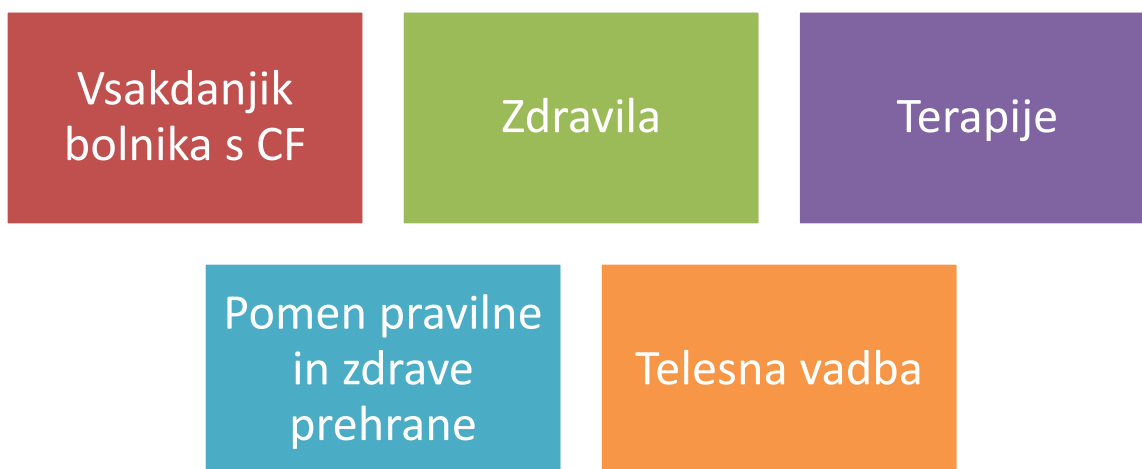 Vsakdanjik
bolnika s CF
Zdravila
Terapije
Pomen pravilne
in zdrave
prehrane
Telesna vadba